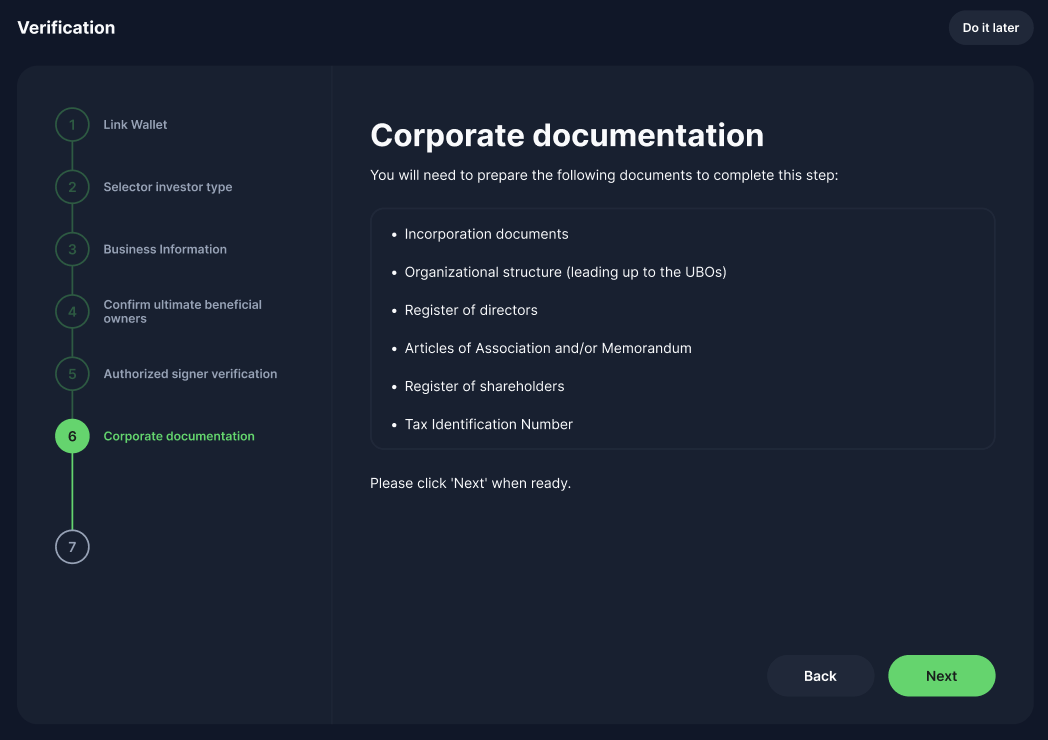 Verification
Do it later
1
Link Wallet
2
Selector investor type
3
Business Information
4
Confirm ultimate beneficial
owners
5
Authorized signer verification
6
Corporate documentation
7
Corporate documentation
You will need to prepare the following documents to complete this step:
• Incorporation documents
• Organizational structure (leading up to the UBOs)
• Register of directors
• Articles of Association and/or Memorandum
• Register of shareholders
• Tax Identification Number
Please click 'Next' when ready.
Back
Next